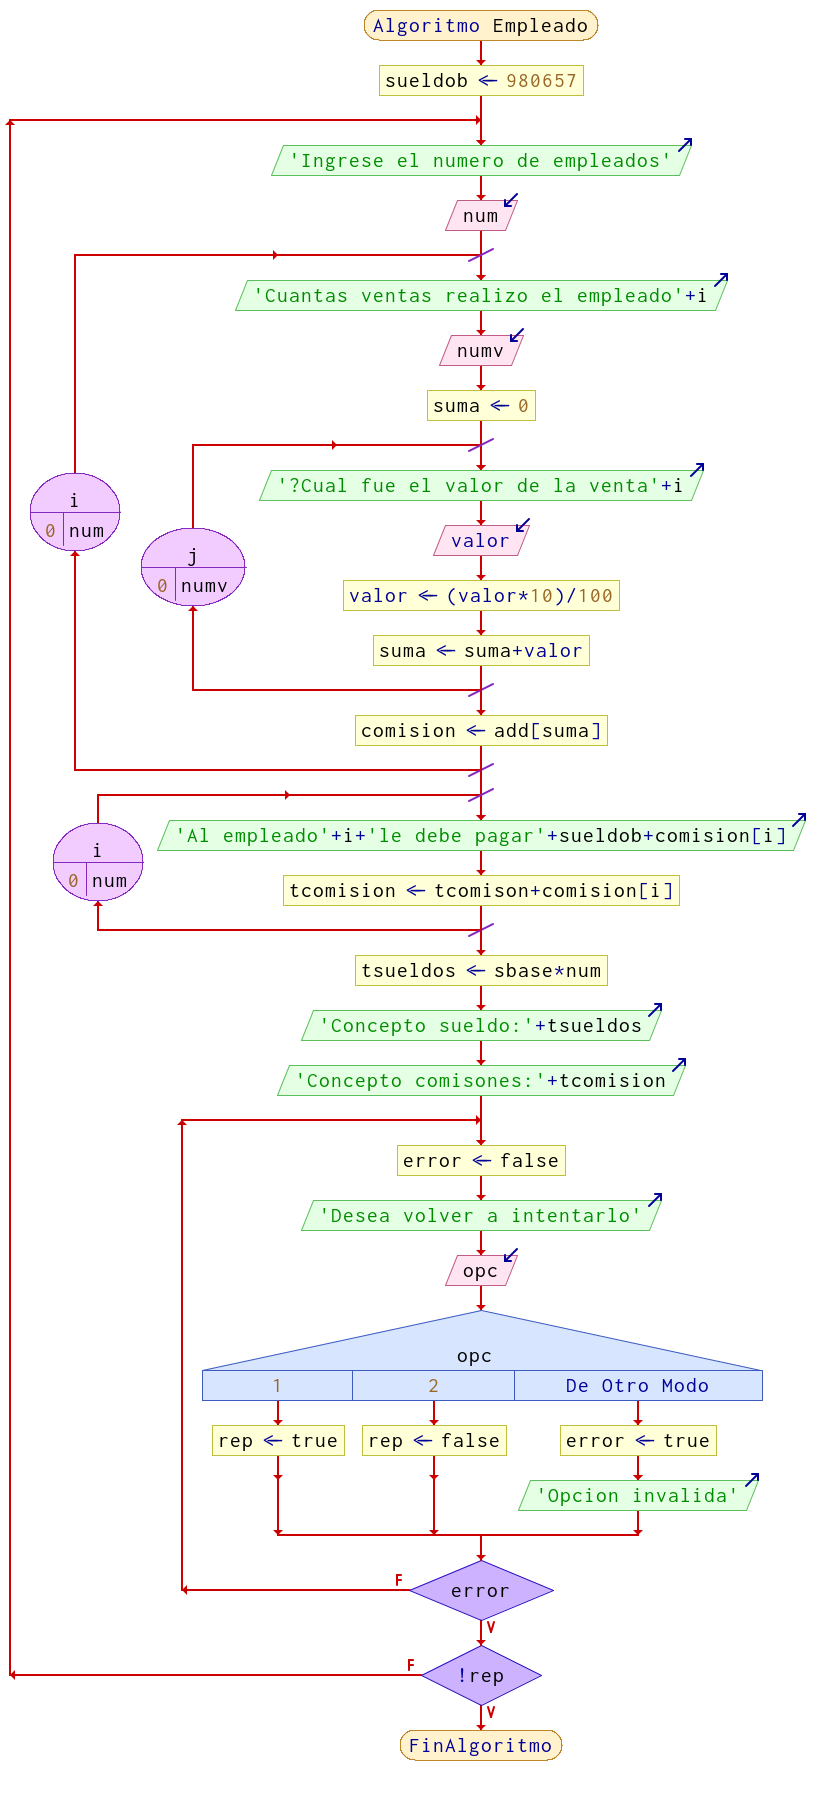 Algoritmo Empleado
sueldob ← 980657
'Ingrese el numero de empleados'
num
'Cuantas ventas realizo el empleado'+i
numv
suma ← 0
'?Cual fue el valor de la venta'+i
i
0 num
j
0 numv
valor
valor ← (valor*10)/100
suma ← suma+valor
comision ← add[suma]
i
0 num
'Al empleado'+i+'le debe pagar'+sueldob+comision[i]
tcomision ← tcomison+comision[i]
tsueldos ← sbase*num
'Concepto sueldo:'+tsueldos
'Concepto comisones:'+tcomision
error ← false
'Desea volver a intentarlo'
opc
opc
1 2 De Otro Modo
rep ← true rep ← false error ← true
'Opcion invalida'
F error
V
F !rep
V
FinAlgoritmo